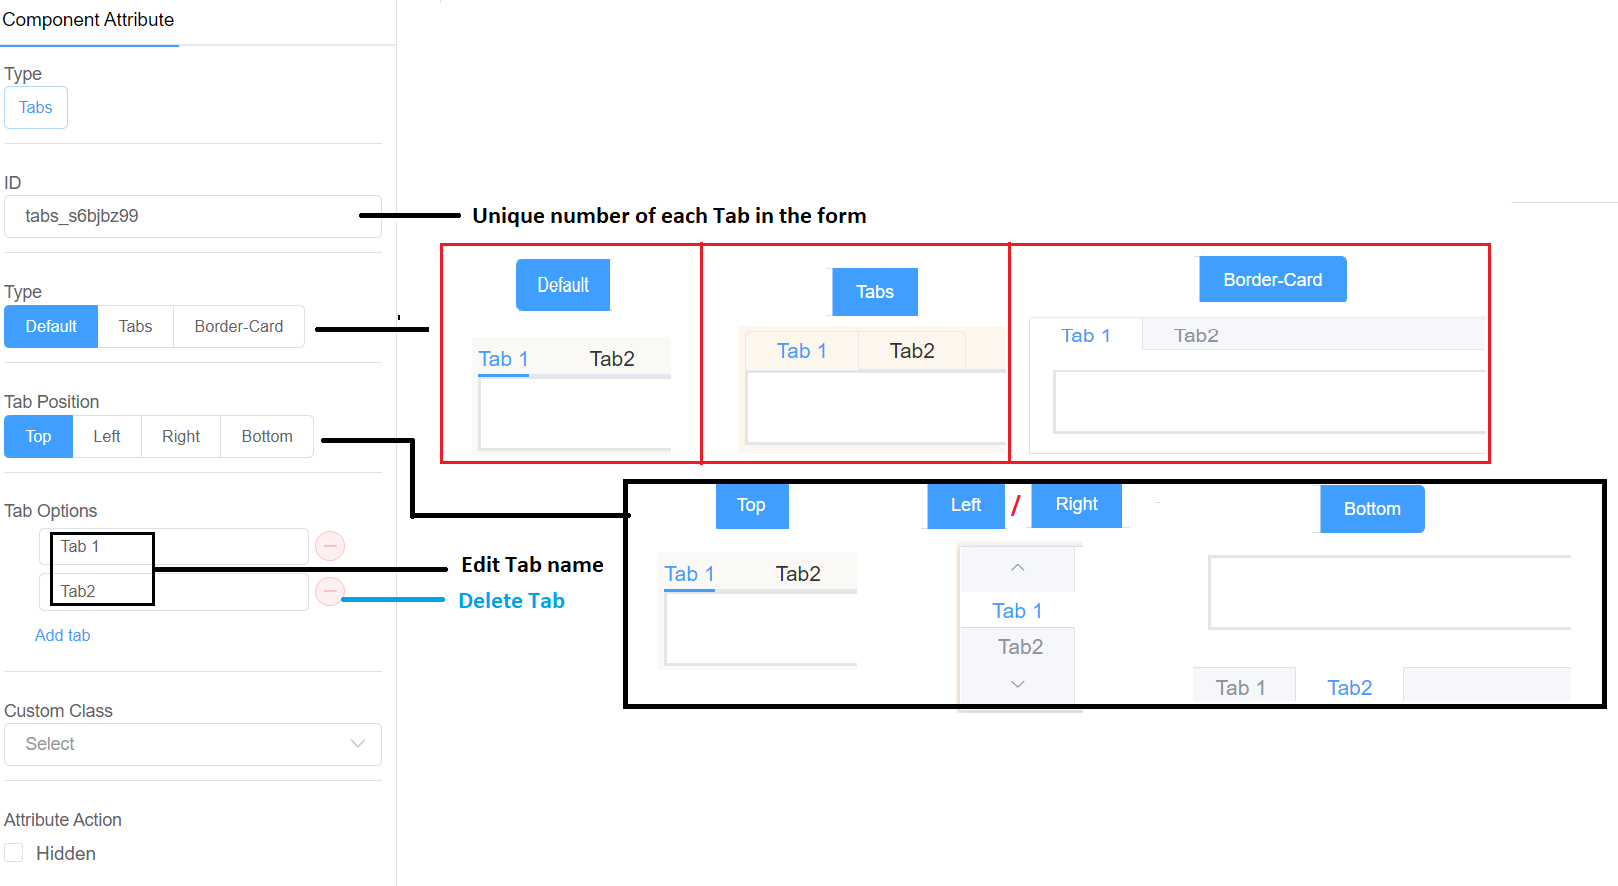 Component Attribute
Type
Tabs
ID
tabs_s6bjbz99
Unique number of each Tab in the form
Type
Default Tabs Border-Card
Default
Tab 1 Tab2
Tabs
Tab 1 Tab2
Border-Card
Tab 1 Tab2
Tab Position
Top Left Right Bottom
Top
Tab 1 Tab2
Left / Right
Tab 1
Tab2
Bottom
Tab 1 Tab2
Tab Options
Tab 1
Tab2
Edit Tab name
Delete Tab
Add tab
Custom Class
Select
Attribute Action
Hidden